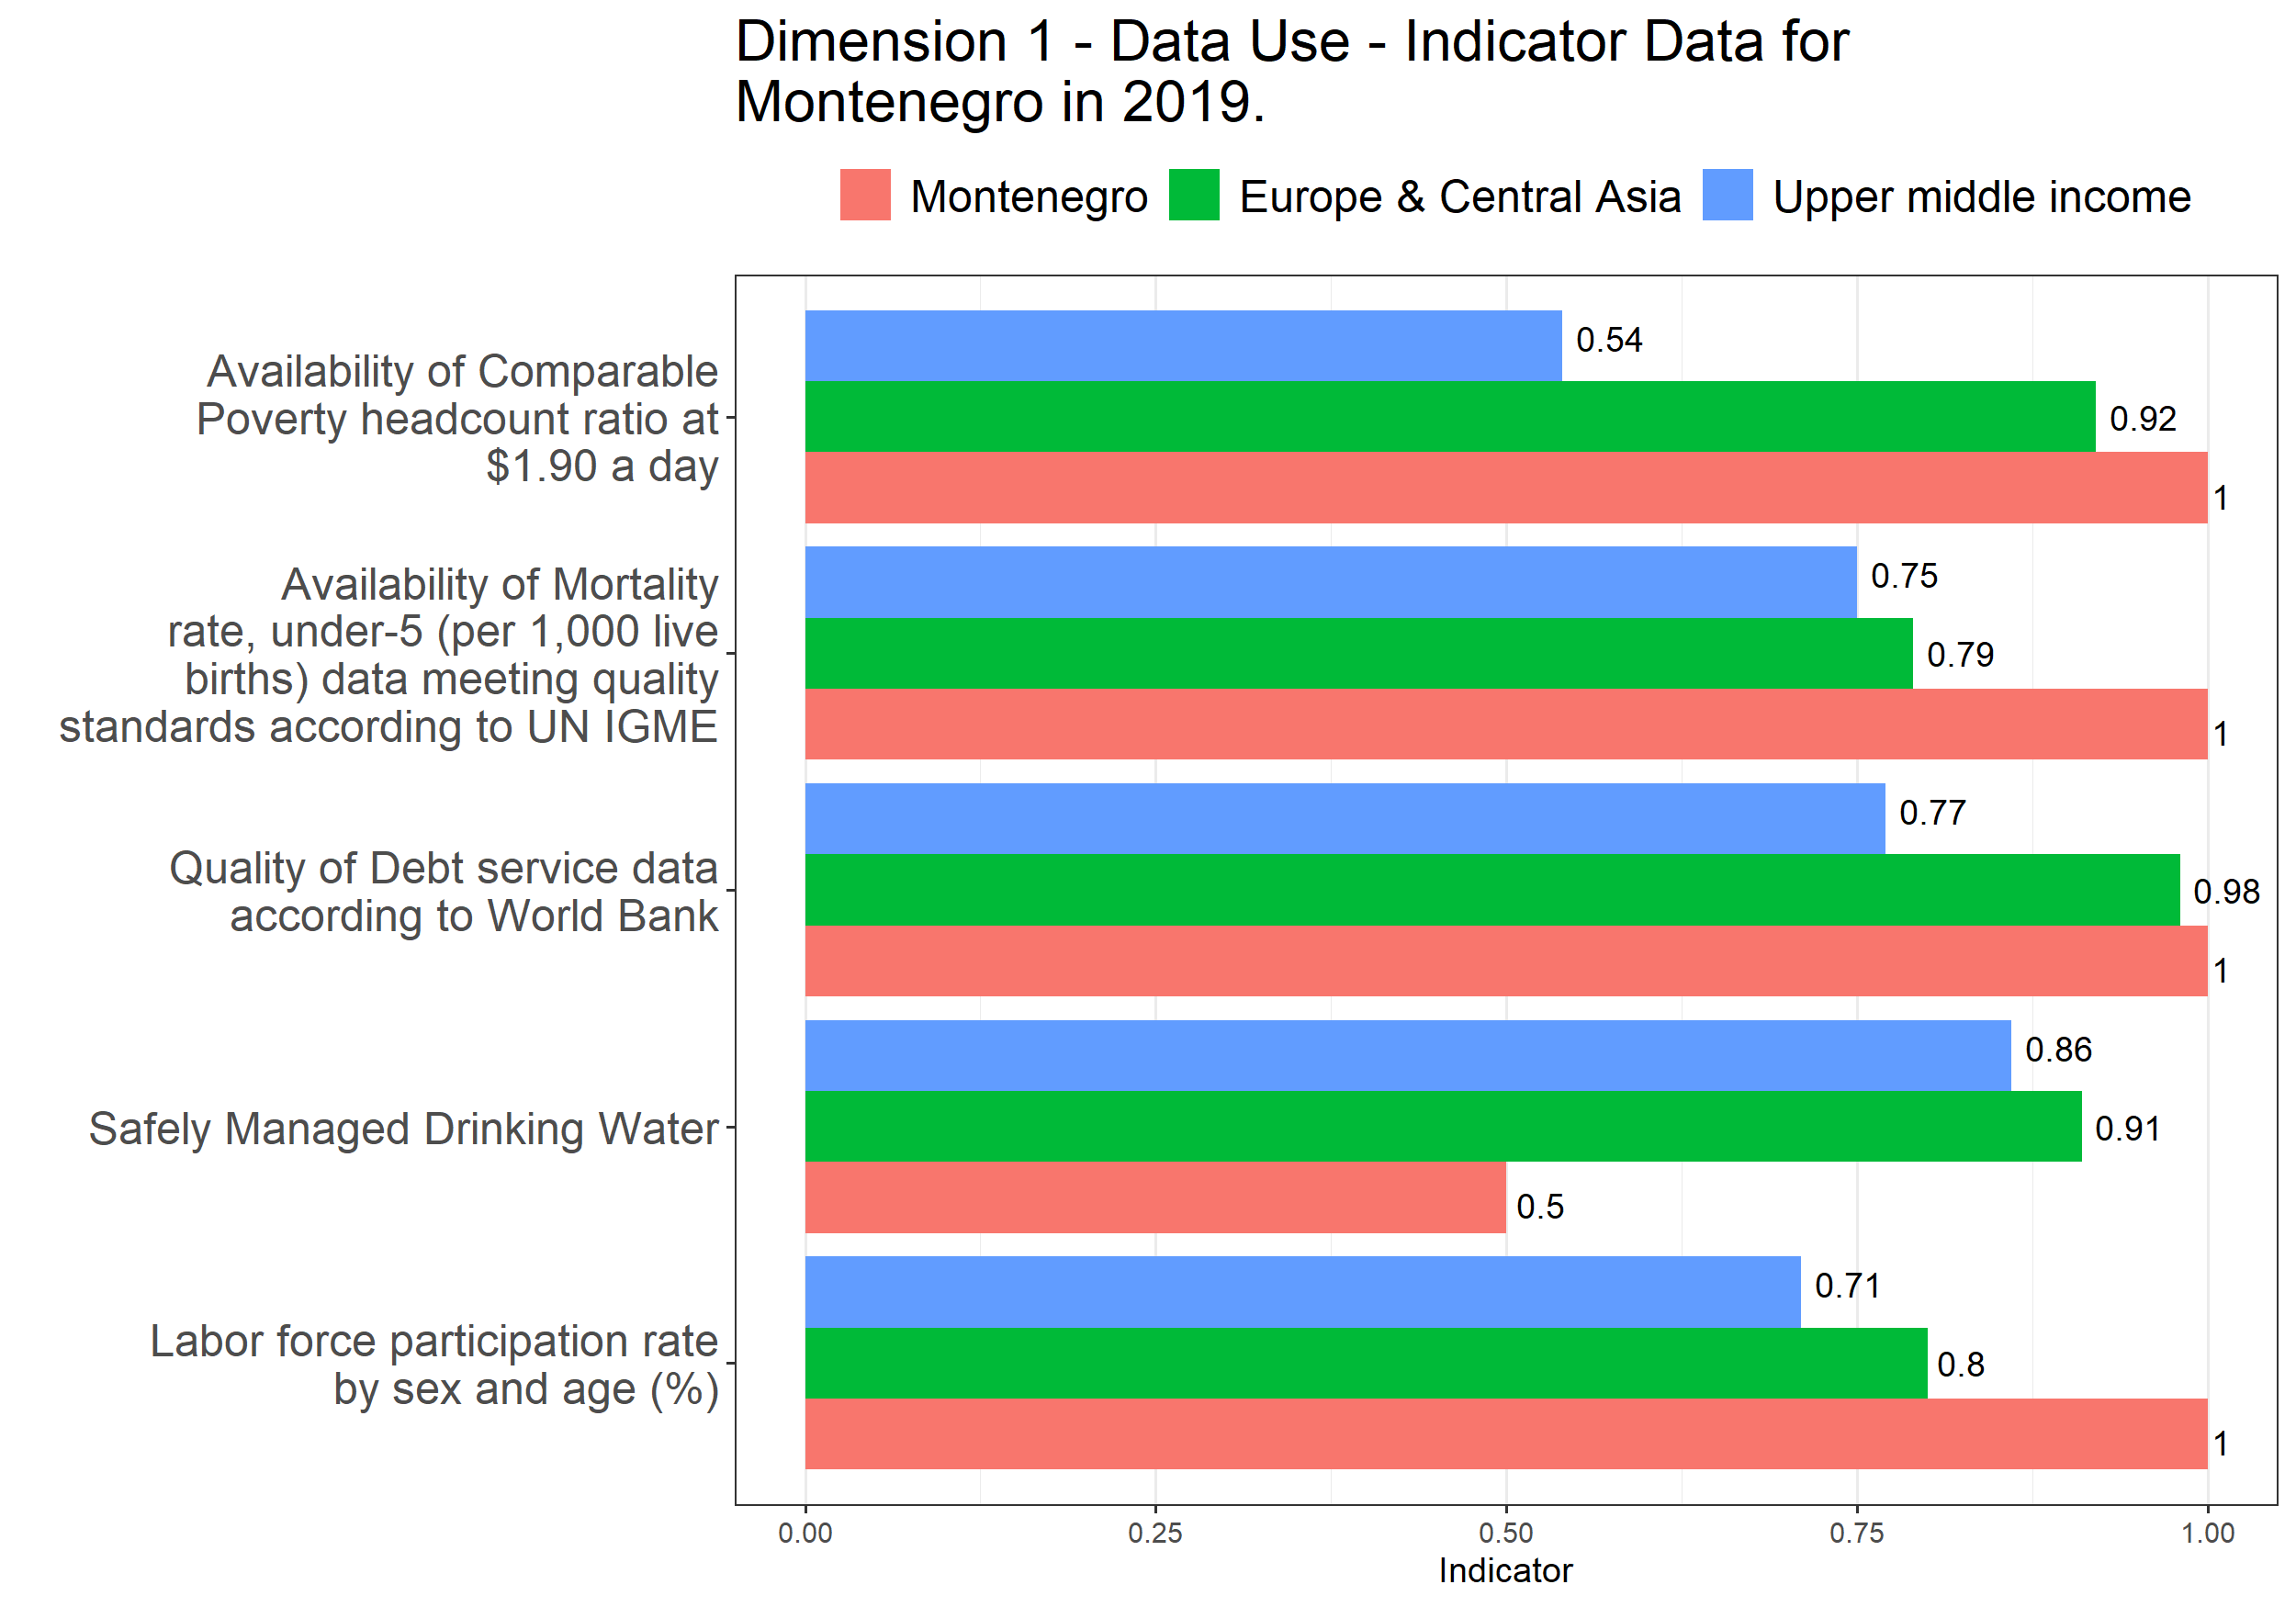 Dimension 1 - Data Use - Indicator Data for
Montenegro in 2019.
Montenegro Europe & Central Asia Upper middle income
Availability of Comparable
Poverty headcount ratio at
$1.90 a day
0.54
0.92
1
Availability of Mortality
rate, under-5 (per 1,000 live
births) data meeting quality
standards according to UN IGME
0.75
0.79
1
Quality of Debt service data
according to World Bank
0.77
0.98
1
Safely Managed Drinking Water
0.86
0.91
0.5
Labor force participation rate
by sex and age (%)
0.71
0.8
1
0.00 0.25 0.50 0.75 1.00
Indicator